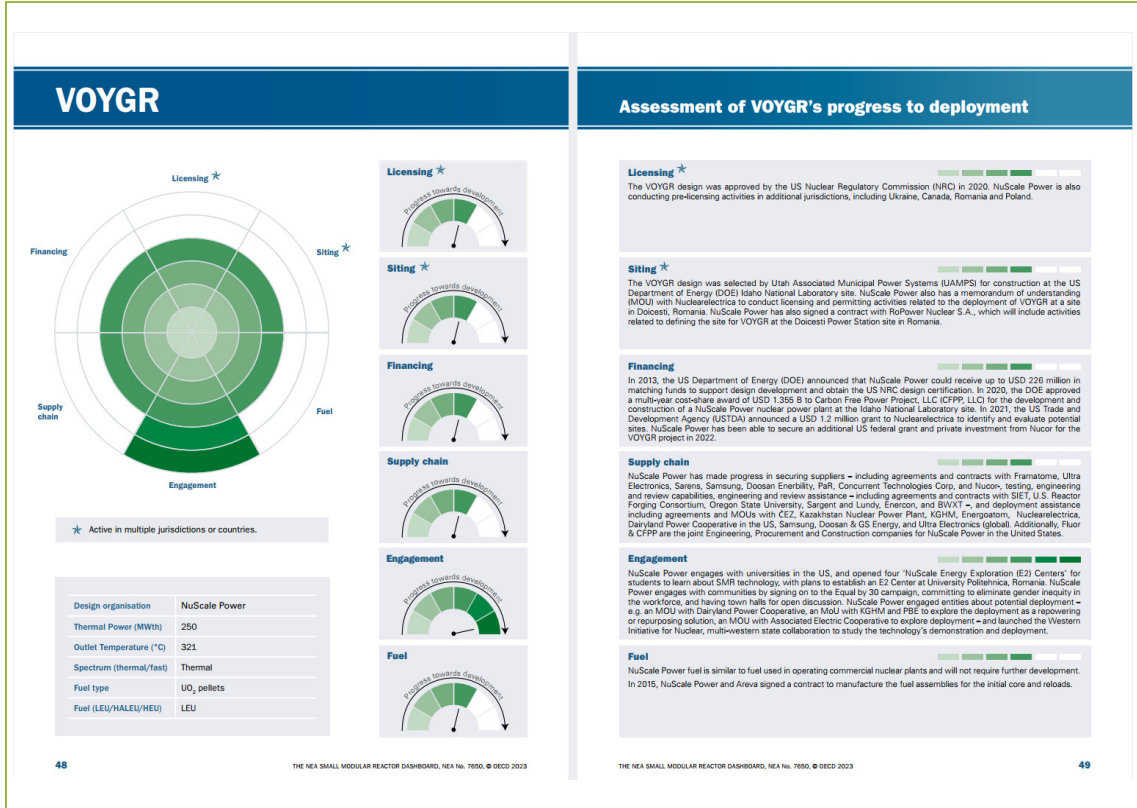 VOYGR
Licensing
Financing
Siting
Supply
chain
Fuel
Engagement
Active in multiple jurisdictions or countries.
Design organisation NuScale Power
Thermal Power (MWth) 250
Outlet Temperature (°C) 321
Spectrum (thermal/fast) Thermal
Fuel type UO₂ pellets
Fuel (LEU/HALEU/HEU) LEU
Licensing
Progress towards development
Siting
Progress towards development
Financing
Progress towards development
Supply chain
Progress towards development
Engagement
Progress towards development
Fuel
Progress towards development
48
THE NEA SMALL MODULAR REACTOR DASHBOARD, NEA No. 7650, © OECD 2023
Assessment of VOYGR's progress to deployment
Licensing
The VOYGR design was approved by the US Nuclear Regulatory Commission (NRC) in 2020. NuScale Power is also
conducting pre-licensing activities in additional jurisdictions, including Ukraine, Canada, Romania and Poland.
Siting
The VOYGR design was selected by Utah Associated Municipal Power Systems (UAMPS) for construction at the US
Department of Energy (DOE) Idaho National Laboratory site. NuScale Power also has a memorandum of understanding
(MOU) with Nuclearelectrica to conduct licensing and permitting activities related to the deployment of VOYGR at a site
in Doicesti, Romania. NuScale Power has also signed a contract with RoPower Nuclear S.A., which will include activities
related to defining the site for VOYGR at the Doicesti Power Station site in Romania.
Financing
In 2013, the US Department of Energy (DOE) announced that NuScale Power could receive up to USD 226 million in
matching funds to support design development and obtain the US NRC design certification. In 2020, the DOE approved
a multi-year cost-share award of USD 1.355 B to Carbon Free Power Project, LLC (CFPP, LLC) for the development and
construction of a NuScale Power nuclear power plant at the Idaho National Laboratory site. In 2021, the US Trade and
Development Agency (USTDA) announced a USD 1.2 million grant to Nuclearelectrica to identify and evaluate potential
sites. NuScale Power has been able to secure an additional US federal grant and private investment from Nucor for the
VOYGR project in 2022.
Supply chain
NuScale Power has made progress in securing suppliers – including agreements and contracts with Framatome, Ultra
Electronics, Sarens, Samsung, Doosan Enerbility, PaR, Concurrent Technologies Corp, and Nucor-, testing, engineering
and review capabilities, engineering and review assistance – including agreements and contracts with SIET, U.S. Reactor
Forging Consortium, Oregon State University, Sargent and Lundy, Enercon, and BWXT –, and deployment assistance
including agreements and MOUs with ČEZ, Kazakhstan Nuclear Power Plant, KGHM, Energoatom, Nuclearelectrica,
Dairyland Power Cooperative in the US, Samsung, Doosan & GS Energy, and Ultra Electronics (global). Additionally, Fluor
& CFPP are the joint Engineering, Procurement and Construction companies for NuScale Power in the United States.
Engagement
NuScale Power engages with universities in the US, and opened four 'NuScale Energy Exploration (E2) Centers' for
students to learn about SMR technology, with plans to establish an E2 Center at University Politehnica, Romania. NuScale
Power engages with communities by signing on to the Equal by 30 campaign, committing to eliminate gender inequity in
the workforce, and having town halls for open discussion. NuScale Power engaged entities about potential deployment –
e.g. an MOU with Dairyland Power Cooperative, an MoU with KGHM and PBE to explore the deployment as a repowering
or repurposing solution, an MOU with Associated Electric Cooperative to explore deployment – and launched the Western
Initiative for Nuclear, multi-western state collaboration to study the technology's demonstration and deployment.
Fuel
NuScale Power fuel is similar to fuel used in operating commercial nuclear plants and will not require further development.
In 2015, NuScale Power and Areva signed a contract to manufacture the fuel assemblies for the initial core and reloads.
THE NEA SMALL MODULAR REACTOR DASHBOARD, NEA No. 7650, © OECD 2023
49